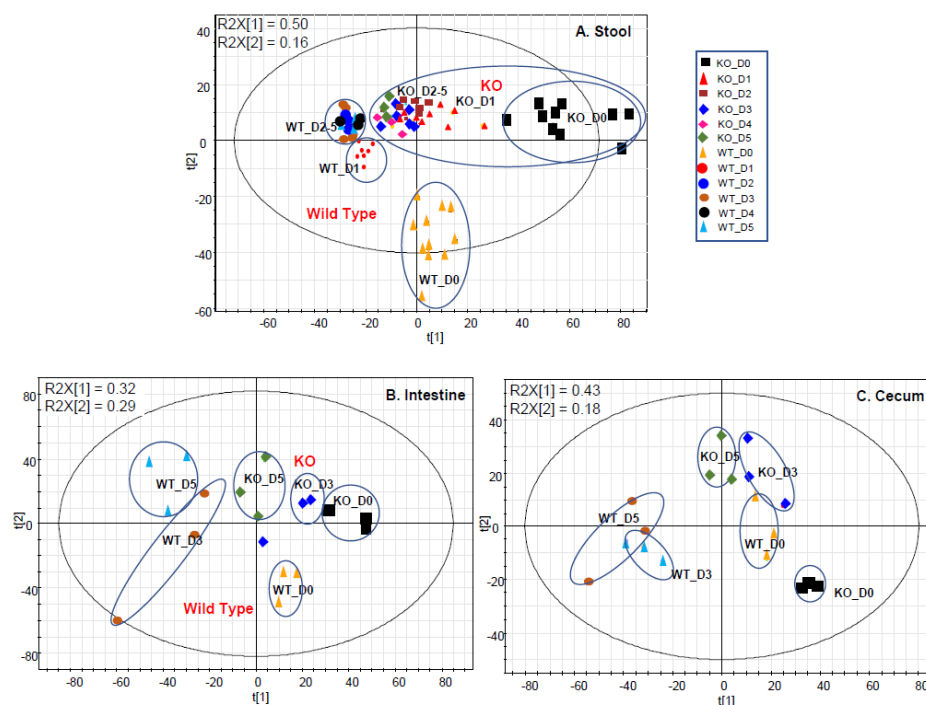 R2X[1] = 0.50
R2X[2] = 0.16
A. Stool
40
20
0
-20
-40
-60
t[2]
KO_D2-5
KO
KO_D1
KO_D0
WT_D2-5
WT_D1
Wild Type
WT_D0
-60 -40 -20 0 20 40 60 80
t[1]
KO_D0
KO_D1
KO_D2
KO_D3
KO_D4
KO_D5
WT_D0
WT_D1
WT_D2
WT_D3
WT_D4
WT_D5
R2X[1] = 0.32
R2X[2] = 0.29
B. Intestine
80
40
0
-40
-80
t[2]
KO
WT_D5
KO_D5
KO_D3
KO_D0
WT_D3
WT_D0
Wild Type
-80 -60 -40 -20 0 20 40 60 80
t[1]
R2X[1] = 0.43
R2X[2] = 0.18
C. Cecum
40
20
0
-20
-40
t[2]
KO_D5
KO_D3
WT_D5
WT_D0
WT_D3
KO_D0
-80 -60 -40 -20 0 20 40 60 80
t[1]